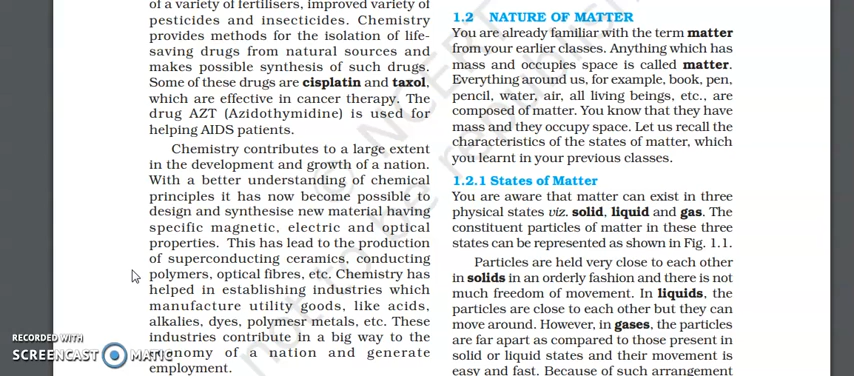 of a variety of fertilisers, improved variety of
pesticides and insecticides. Chemistry
provides methods for the isolation of life-
saving drugs from natural sources and
makes possible synthesis of such drugs.
Some of these drugs are cisplatin and taxol,
which are effective in cancer therapy. The
drug AZT (Azidothymidine) is used for
helping AIDS patients.
Chemistry contributes to a large extent
in the development and growth of a nation.
With a better understanding of chemical
principles it has now become possible to
design and synthesise new material having
specific magnetic, electric and optical
properties. This has lead to the production
of superconducting ceramics, conducting
polymers, optical fibres, etc. Chemistry has
helped in establishing industries which
manufacture utility goods, like acids,
alkalies, dyes, polymers metals, etc. These
industries contribute in a big way to the
economy of a nation and generate
employment.
1.2 NATURE OF MATTER
You are already familiar with the term matter
from your earlier classes. Anything which has
mass and occupies space is called matter.
Everything around us, for example, book, pen,
pencil, water, air, all living beings, etc., are
composed of matter. You know that they have
mass and they occupy space. Let us recall the
characteristics of the states of matter, which
you learnt in your previous classes.
1.2.1 States of Matter
You are aware that matter can exist in three
physical states viz. solid, liquid and gas. The
constituent particles of matter in these three
states can be represented as shown in Fig. 1.1.
Particles are held very close to each other
in solids in an orderly fashion and there is not
much freedom of movement. In liquids, the
particles are close to each other but they can
move around. However, in gases, the particles
are far apart as compared to those present in
solid or liquid states and their movement is
easy and fast. Because of such arrangement
© NCERT
not to be republished
RECORDED WITH
SCREENCAST MATIC